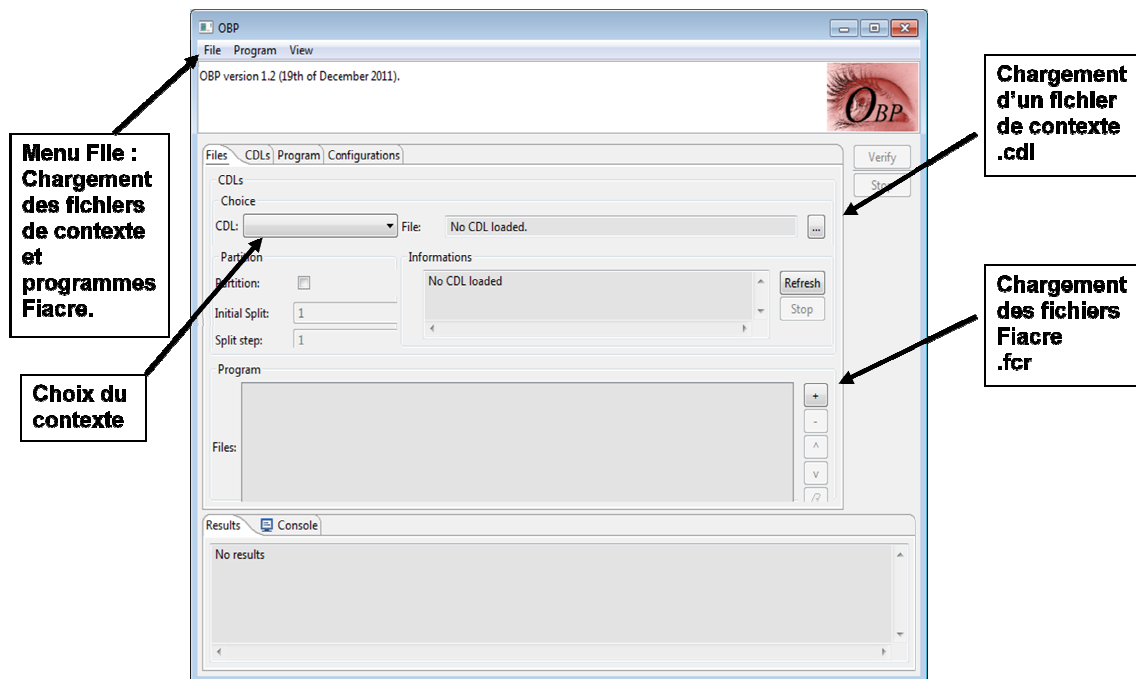 OBP
File Program View
OBP version 1.2 (19th of December 2011).
OBP
Menu File :
Chargement
des fichiers
de contexte
et
programmes
Fiacre.
Choix du
contexte
Chargement
d'un fichier
de contexte
.cdl
Chargement
des fichiers
Fiacre
.fcr
Files CDLs Program Configurations
Verify
Stop
CDLs
Choice
CDL: File: No CDL loaded. ...
Partition
Partition:
Initial Split: 1
Split step: 1
Informations
No CDL loaded
Refresh
Stop
Program
Files:
+
-
^
v
Results Console
No results